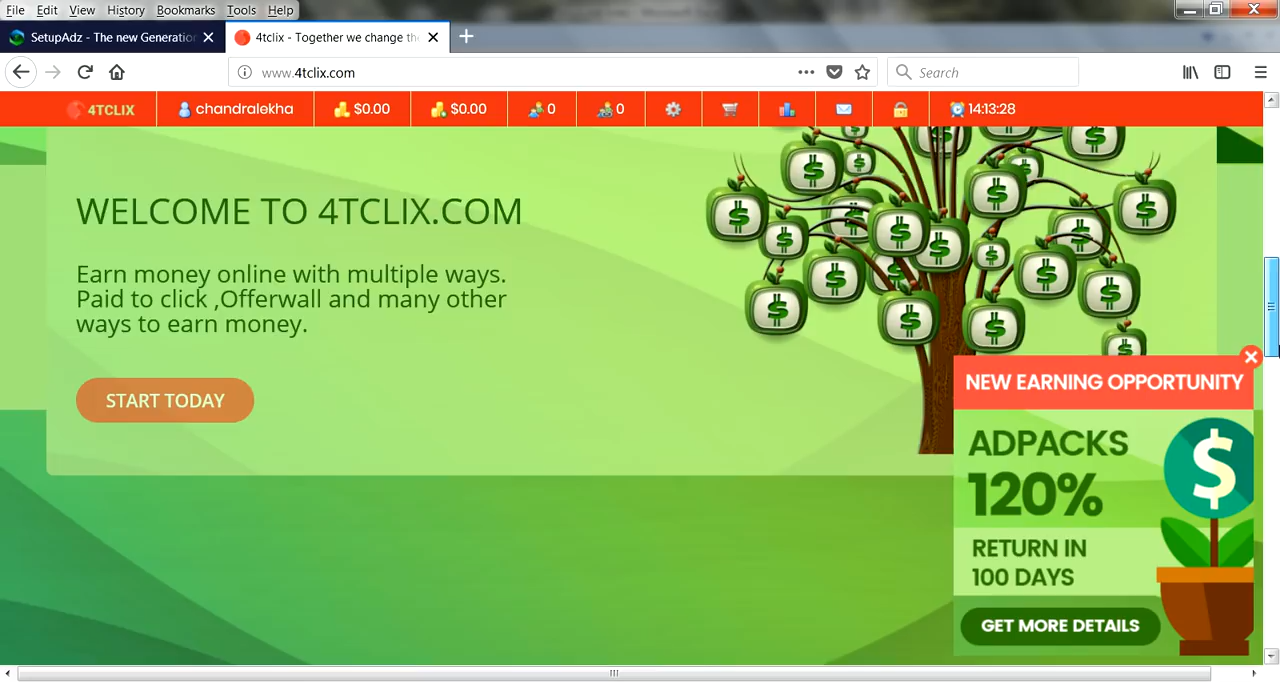 File Edit View History Bookmarks Tools Help
SetupAdz - The new Generation
4tclix - Together we change the
www.4tclix.com
Search
4TCLIX
chandralekha
$0.00
$0.00
0
0
14:13:28
WELCOME TO 4TCLIX.COM
Earn money online with multiple ways.
Paid to click ,Offerwall and many other
ways to earn money.
START TODAY
NEW EARNING OPPORTUNITY
ADPACKS
120%
RETURN IN
100 DAYS
GET MORE DETAILS